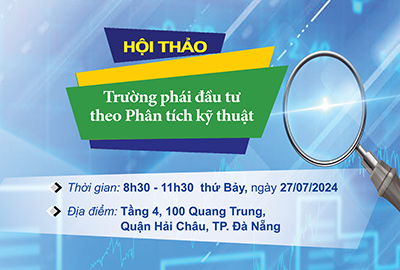 HỘI THẢO
Trường phái đầu tư
theo Phân tích kỹ thuật
Thời gian: 8h30 - 11h30 thứ Bảy, ngày 27/07/2024
Địa điểm: Tầng 4, 100 Quang Trung,
Quận Hải Châu, TP. Đà Nẵng